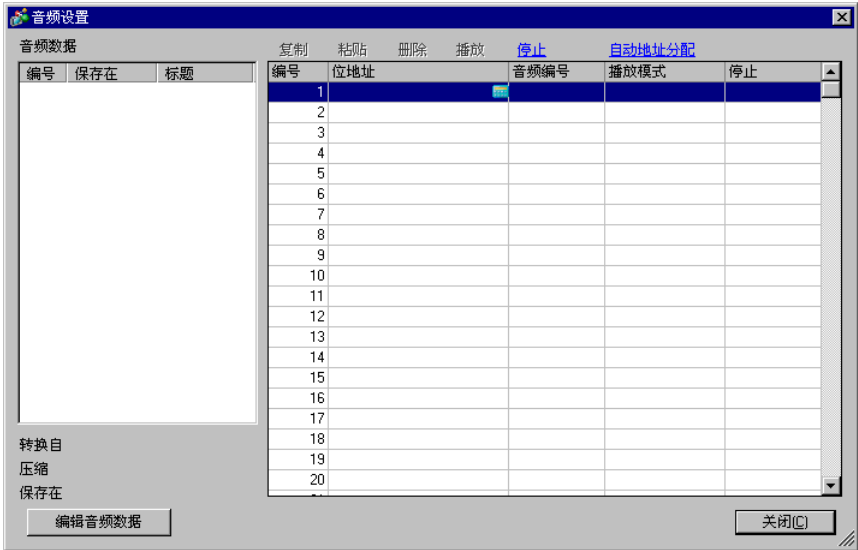 音频设置
音频数据
复制 粘贴 删除 播放 停止 自动地址分配
编号 保存在 标题
编号 位地址 音频编号 播放模式 停止
1
2
3
4
5
6
7
8
9
10
11
12
13
14
15
16
17
18
19
20
转换自
压缩
保存在
编辑音频数据
关闭(C)